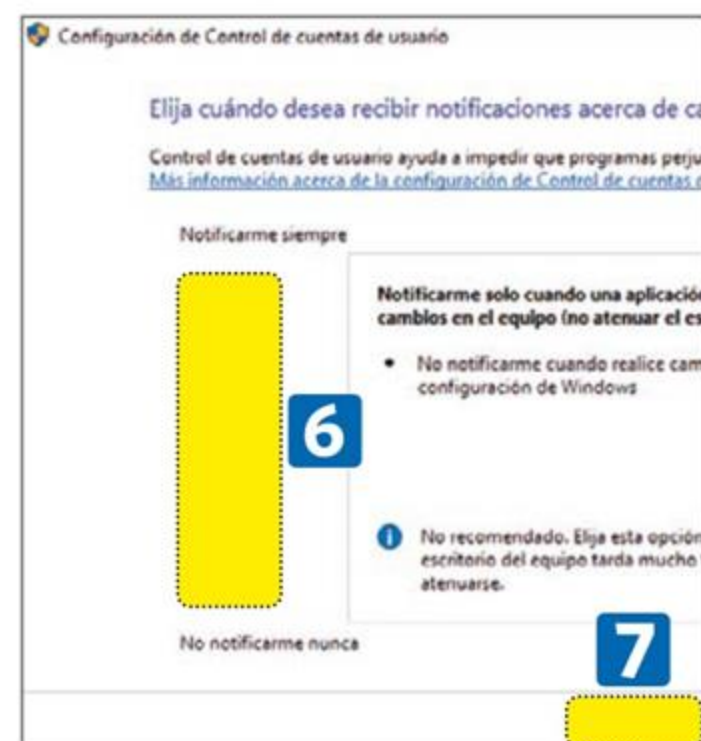 Configuración de Control de cuentas de usuario
Elija cuándo desea recibir notificaciones acerca de
Control de cuentas de usuario ayuda a impedir que programas
Más información acerca de la configuración de Control de cuentas
Notificarme siempre
Notificarme solo cuando una aplicación
cambios en el equipo (no atenuar el
No notificarme cuando realice
configuración de Windows
6
No recomendado. Elija esta opción
escritorio del equipo tarda mucho
atenuarse.
No notificarme nunca
7